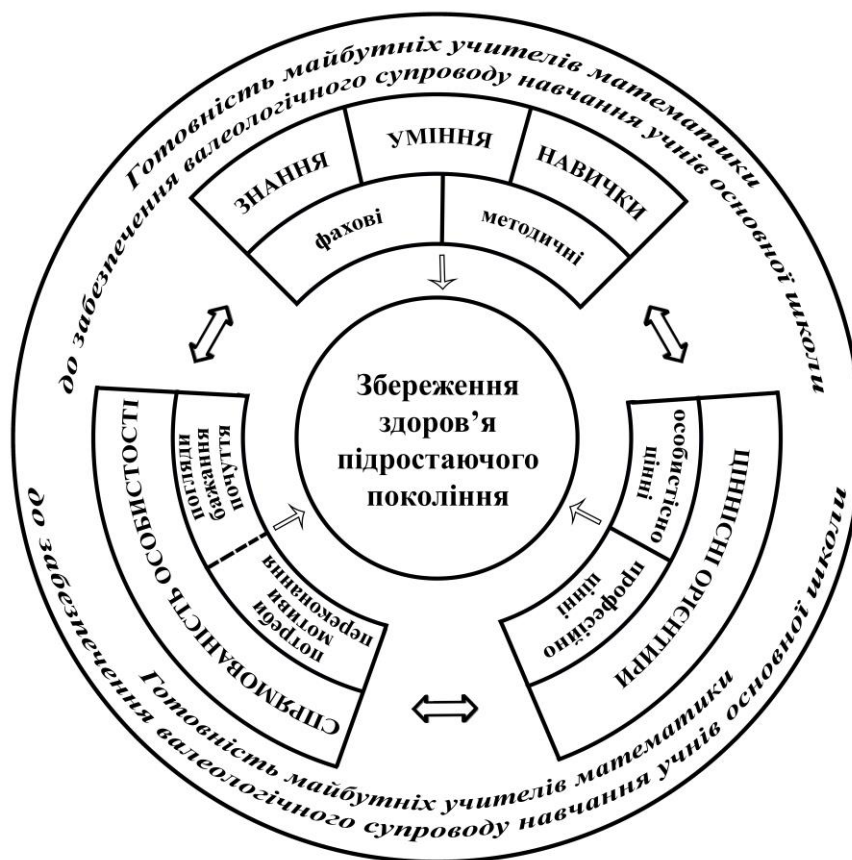 Готовність майбутніх учителів математики
до забезпечення валеологічного супроводу навчання учнів основної школи
ЗНАННЯ
УМІННЯ
НАВИЧКИ
фахові
методичні
Збереження
здоров’я
підростаючого
покоління
СПРЯМОВАНІСТЬ ОСОБИСТОСТІ
погляди
бажання
почуття
потреби
мотиви
переконання
ЦІННІСНІ ОРІЄНТИРИ
особистісно
цінні
професійно
цінні
Готовність майбутніх учителів математики
до забезпечення валеологічного супроводу навчання учнів основної школи